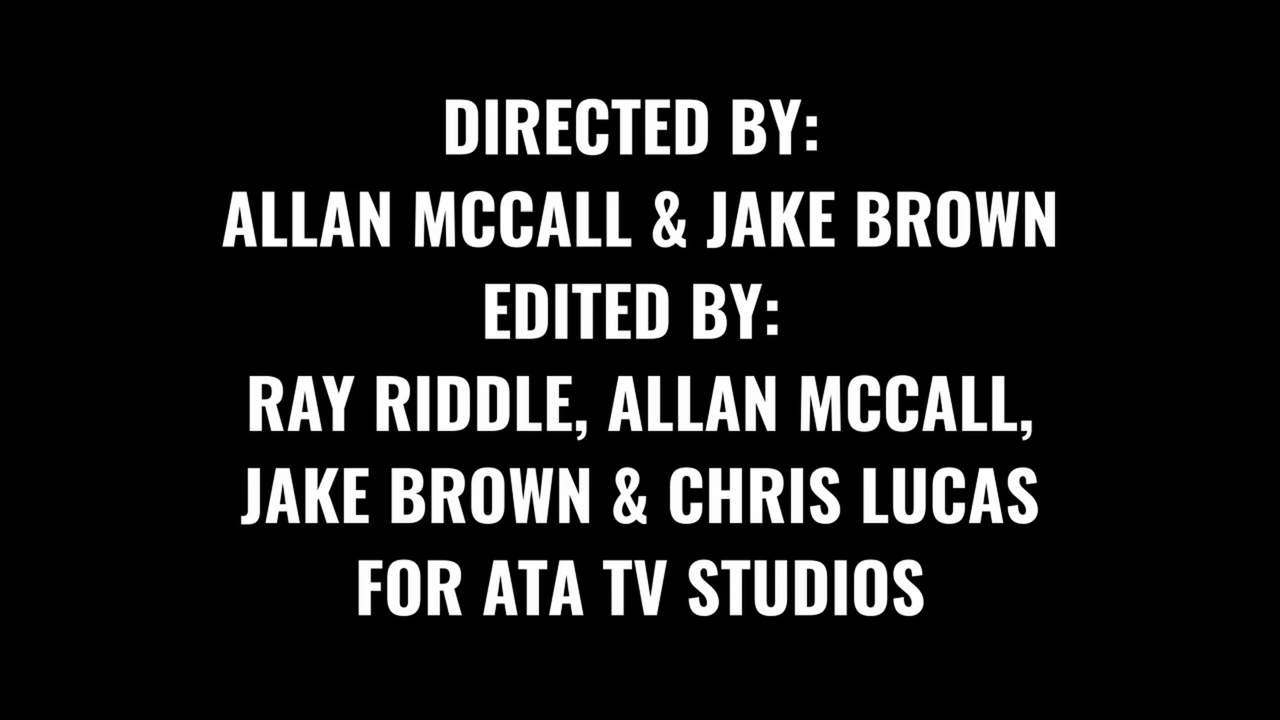 DIRECTED BY:
ALLAN MCCALL & JAKE BROWN
EDITED BY:
RAY RIDDLE, ALLAN MCCALL,
JAKE BROWN & CHRIS LUCAS
FOR ATA TV STUDIOS